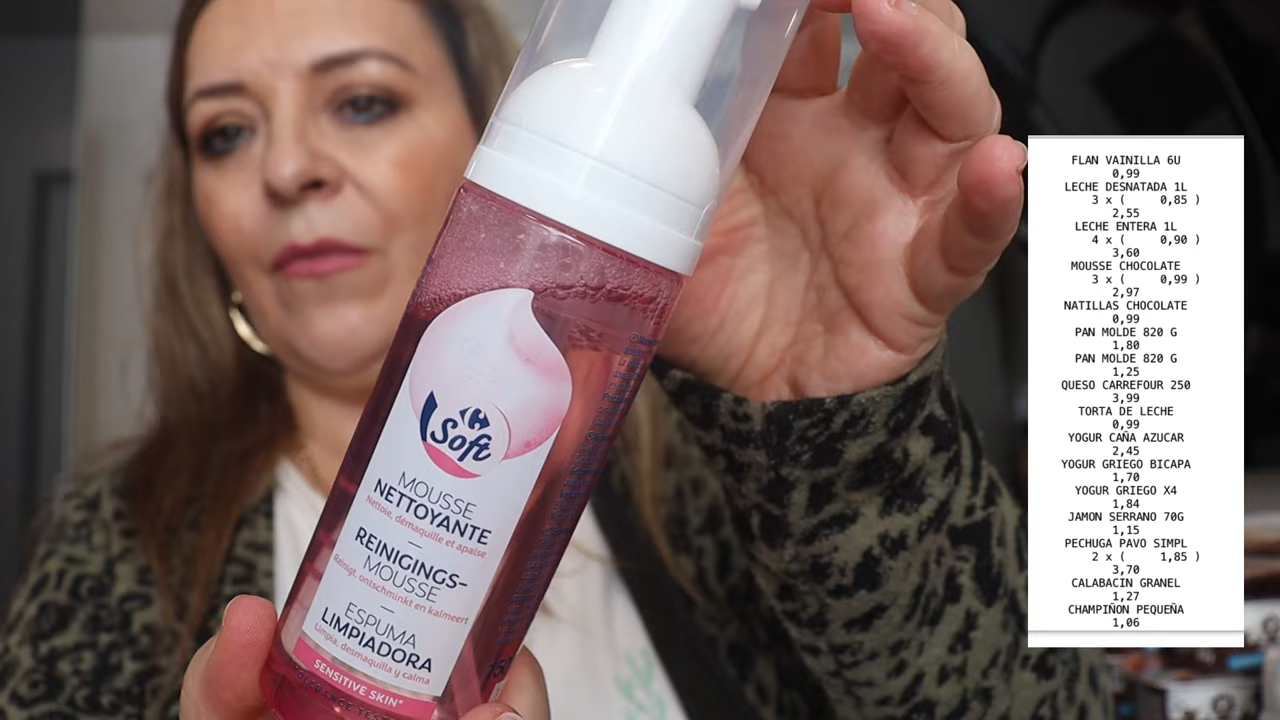 Soft
MOUSSE
NETTOYANTE
Nettoie, démaquille et apaise
REINIGINGS-
MOUSSE
Reinigt, ontschminkt en kalmeert
ESPUMA
LIMPIADORA
Limpia, desmaquilla y calma
SENSITIVE SKIN*
FLAN VAINILLA 6U
0,99
LECHE DESNATADA 1L
3 x ( 0,85 )
2,55
LECHE ENTERA 1L
4 x ( 0,90 )
3,60
MOUSSE CHOCOLATE
3 x ( 0,99 )
2,97
NATILLAS CHOCOLATE
0,99
PAN MOLDE 820 G
1,80
PAN MOLDE 820 G
1,25
QUESO CARREFOUR 250
3,99
TORTA DE LECHE
0,99
YOGUR CAÑA AZUCAR
2,45
YOGUR GRIEGO BICAPA
1,70
YOGUR GRIEGO X4
1,84
JAMON SERRANO 70G
1,15
PECHUGA PAVO SIMPL
2 x ( 1,85 )
3,70
CALABACIN GRANEL
1,27
CHAMPIÑON PEQUEÑA
1,06